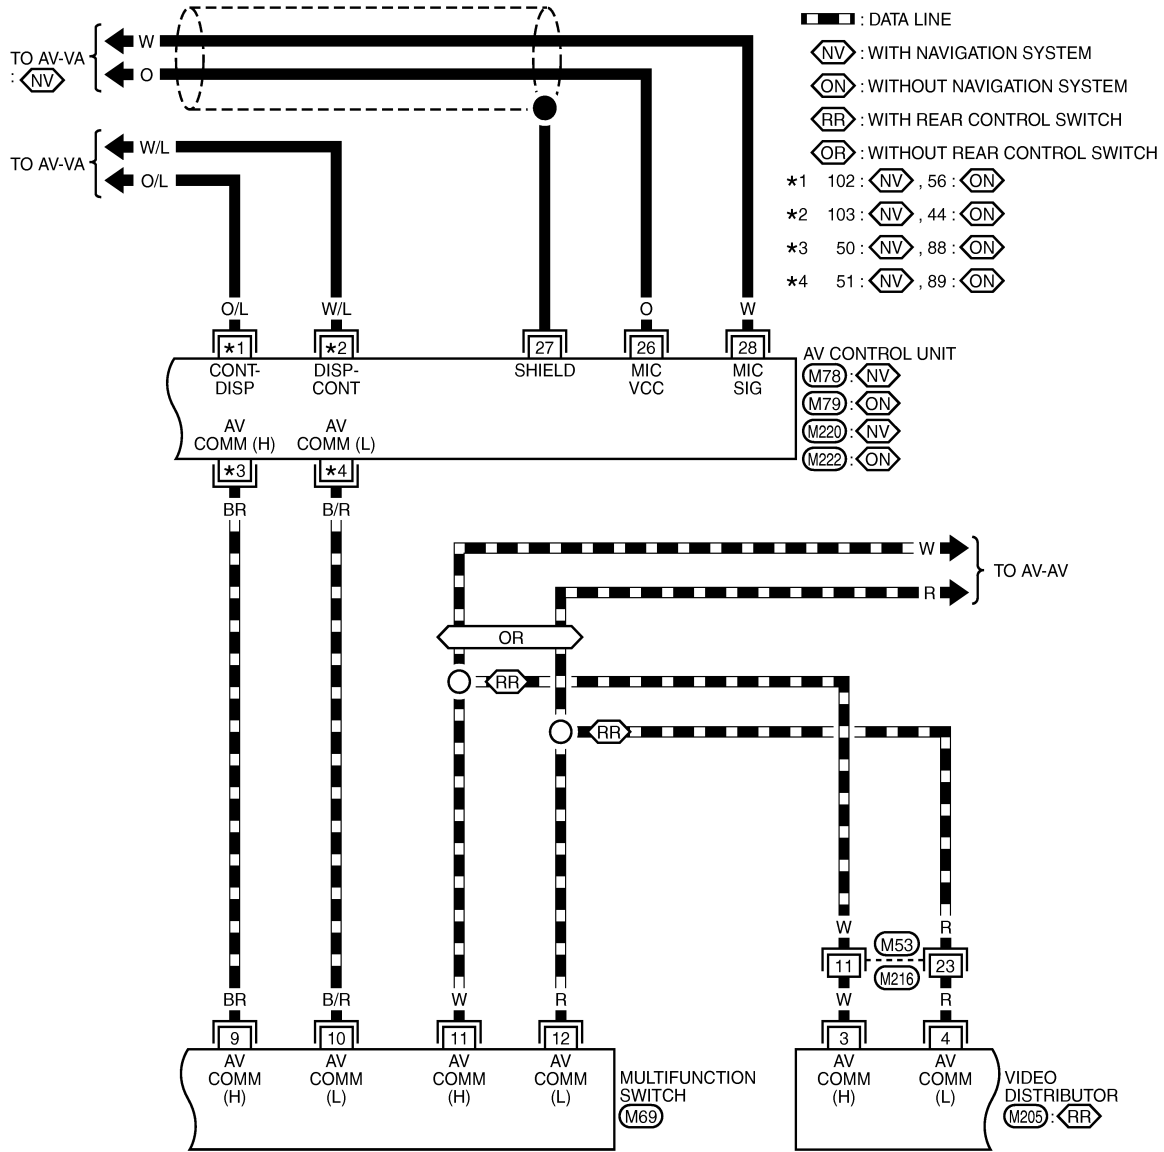 : DATA LINE
NV : WITH NAVIGATION SYSTEM
ON : WITHOUT NAVIGATION SYSTEM
RR : WITH REAR CONTROL SWITCH
OR : WITHOUT REAR CONTROL SWITCH
*1 102 : NV , 56 : ON
*2 103 : NV , 44 : ON
*3 50 : NV , 88 : ON
*4 51 : NV , 89 : ON
TO AV-VA
: NV
W
O
TO AV-VA
W/L
O/L
O/L
W/L
O
W
*1
*2
27
26
28
CONT-
DISP
DISP-
CONT
SHIELD
MIC
VCC
MIC
SIG
AV CONTROL UNIT
M78 : NV
M79 : ON
M220 : NV
M222 : ON
AV
COMM (H)
AV
COMM (L)
*3
*4
BR
B/R
W
R
TO AV-AV
OR
RR
RR
W
R
M53
11
23
M216
BR
B/R
W
R
W
R
9
10
11
12
3
4
AV
COMM
(H)
AV
COMM
(L)
AV
COMM
(H)
AV
COMM
(L)
MULTIFUNCTION
SWITCH
M69
AV
COMM
(H)
AV
COMM
(L)
VIDEO
DISTRIBUTOR
M205 : RR